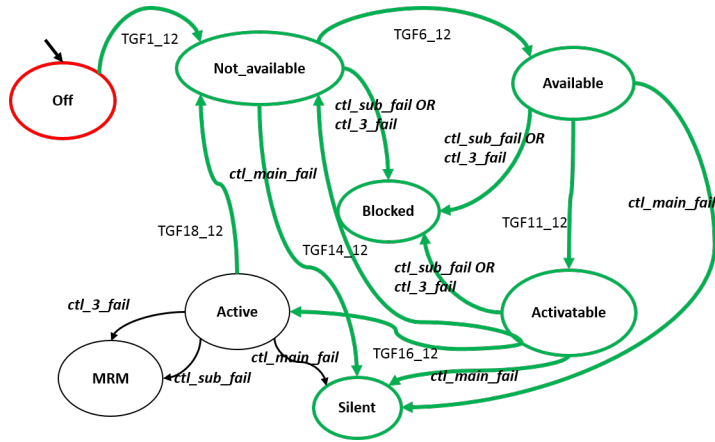 TGF1_12
TGF6_12
Off
Not_available
Available
ctl_sub_fail OR
ctl_3_fail
ctl_sub_fail OR
ctl_3_fail
ctl_main_fail
ctl_main_fail
Blocked
TGF11_12
TGF18_12
TGF14_12
ctl_sub_fail OR
ctl_3_fail
ctl_3_fail
Active
Activatable
TGF16_12
ctl_main_fail
MRM
ctl_sub_fail
ctl_main_fail
Silent